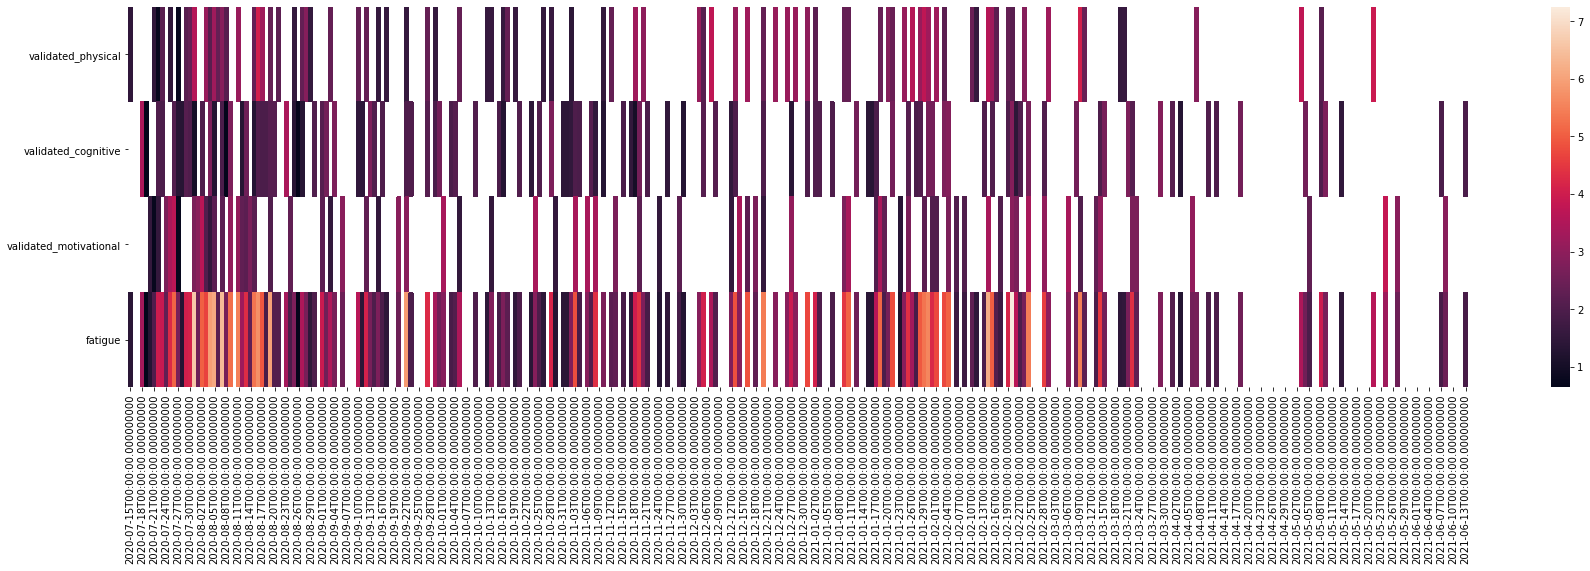 validated_physical
validated_cognitive
validated_motivational
fatigue
2020-07-15T00:00:00.000000000
2020-07-18T00:00:00.000000000
2020-07-21T00:00:00.000000000
2020-07-24T00:00:00.000000000
2020-07-27T00:00:00.000000000
2020-07-30T00:00:00.000000000
2020-08-02T00:00:00.000000000
2020-08-05T00:00:00.000000000
2020-08-08T00:00:00.000000000
2020-08-11T00:00:00.000000000
2020-08-14T00:00:00.000000000
2020-08-17T00:00:00.000000000
2020-08-20T00:00:00.000000000
2020-08-23T00:00:00.000000000
2020-08-26T00:00:00.000000000
2020-08-29T00:00:00.000000000
2020-09-01T00:00:00.000000000
2020-09-04T00:00:00.000000000
2020-09-07T00:00:00.000000000
2020-09-10T00:00:00.000000000
2020-09-13T00:00:00.000000000
2020-09-16T00:00:00.000000000
2020-09-19T00:00:00.000000000
2020-09-22T00:00:00.000000000
2020-09-25T00:00:00.000000000
2020-09-28T00:00:00.000000000
2020-10-01T00:00:00.000000000
2020-10-04T00:00:00.000000000
2020-10-07T00:00:00.000000000
2020-10-10T00:00:00.000000000
2020-10-13T00:00:00.000000000
2020-10-16T00:00:00.000000000
2020-10-19T00:00:00.000000000
2020-10-22T00:00:00.000000000
2020-10-25T00:00:00.000000000
2020-10-28T00:00:00.000000000
2020-10-31T00:00:00.000000000
2020-11-03T00:00:00.000000000
2020-11-06T00:00:00.000000000
2020-11-09T00:00:00.000000000
2020-11-12T00:00:00.000000000
2020-11-15T00:00:00.000000000
2020-11-18T00:00:00.000000000
2020-11-21T00:00:00.000000000
2020-11-24T00:00:00.000000000
2020-11-27T00:00:00.000000000
2020-11-30T00:00:00.000000000
2020-12-03T00:00:00.000000000
2020-12-06T00:00:00.000000000
2020-12-09T00:00:00.000000000
2020-12-12T00:00:00.000000000
2020-12-15T00:00:00.000000000
2020-12-18T00:00:00.000000000
2020-12-21T00:00:00.000000000
2020-12-24T00:00:00.000000000
2020-12-27T00:00:00.000000000
2020-12-30T00:00:00.000000000
2021-01-02T00:00:00.000000000
2021-01-05T00:00:00.000000000
2021-01-08T00:00:00.000000000
2021-01-11T00:00:00.000000000
2021-01-14T00:00:00.000000000
2021-01-17T00:00:00.000000000
2021-01-20T00:00:00.000000000
2021-01-23T00:00:00.000000000
2021-01-26T00:00:00.000000000
2021-01-29T00:00:00.000000000
2021-02-01T00:00:00.000000000
2021-02-04T00:00:00.000000000
2021-02-07T00:00:00.000000000
2021-02-10T00:00:00.000000000
2021-02-13T00:00:00.000000000
2021-02-16T00:00:00.000000000
2021-02-19T00:00:00.000000000
2021-02-22T00:00:00.000000000
2021-02-25T00:00:00.000000000
2021-02-28T00:00:00.000000000
2021-03-03T00:00:00.000000000
2021-03-06T00:00:00.000000000
2021-03-09T00:00:00.000000000
2021-03-12T00:00:00.000000000
2021-03-15T00:00:00.000000000
2021-03-18T00:00:00.000000000
2021-03-21T00:00:00.000000000
2021-03-24T00:00:00.000000000
2021-03-27T00:00:00.000000000
2021-03-30T00:00:00.000000000
2021-04-02T00:00:00.000000000
2021-04-05T00:00:00.000000000
2021-04-08T00:00:00.000000000
2021-04-11T00:00:00.000000000
2021-04-14T00:00:00.000000000
2021-04-17T00:00:00.000000000
2021-04-20T00:00:00.000000000
2021-04-23T00:00:00.000000000
2021-04-26T00:00:00.000000000
2021-04-29T00:00:00.000000000
2021-05-02T00:00:00.000000000
2021-05-05T00:00:00.000000000
2021-05-08T00:00:00.000000000
2021-05-11T00:00:00.000000000
2021-05-14T00:00:00.000000000
2021-05-17T00:00:00.000000000
2021-05-20T00:00:00.000000000
2021-05-23T00:00:00.000000000
2021-05-26T00:00:00.000000000
2021-05-29T00:00:00.000000000
2021-06-01T00:00:00.000000000
2021-06-04T00:00:00.000000000
2021-06-07T00:00:00.000000000
2021-06-10T00:00:00.000000000
2021-06-13T00:00:00.000000000
7
6
5
4
3
2
1